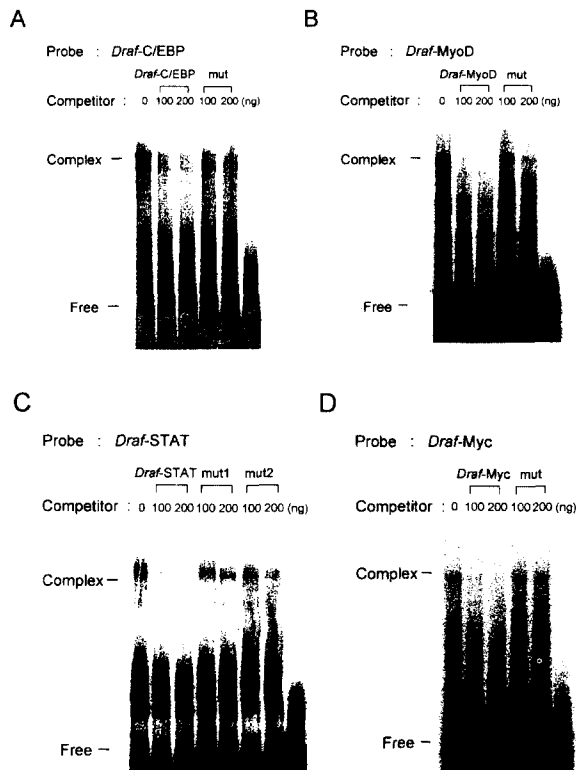 A
Probe : Draf-C/EBP
Draf-C/EBP mut
Competitor : 0 100 200 100 200 (ng)
Complex –
Free –
B
Probe : Draf-MyoD
Draf-MyoD mut
Competitor : 0 100 200 100 200 (ng)
Complex –
Free –
C
Probe : Draf-STAT
Draf-STAT mut1 mut2
Competitor : 0 100 200 100 200 100 200 (ng)
Complex –
Free –
D
Probe : Draf-Myc
Draf-Myc mut
Competitor : 0 100 200 100 200 (ng)
Complex –
Free –